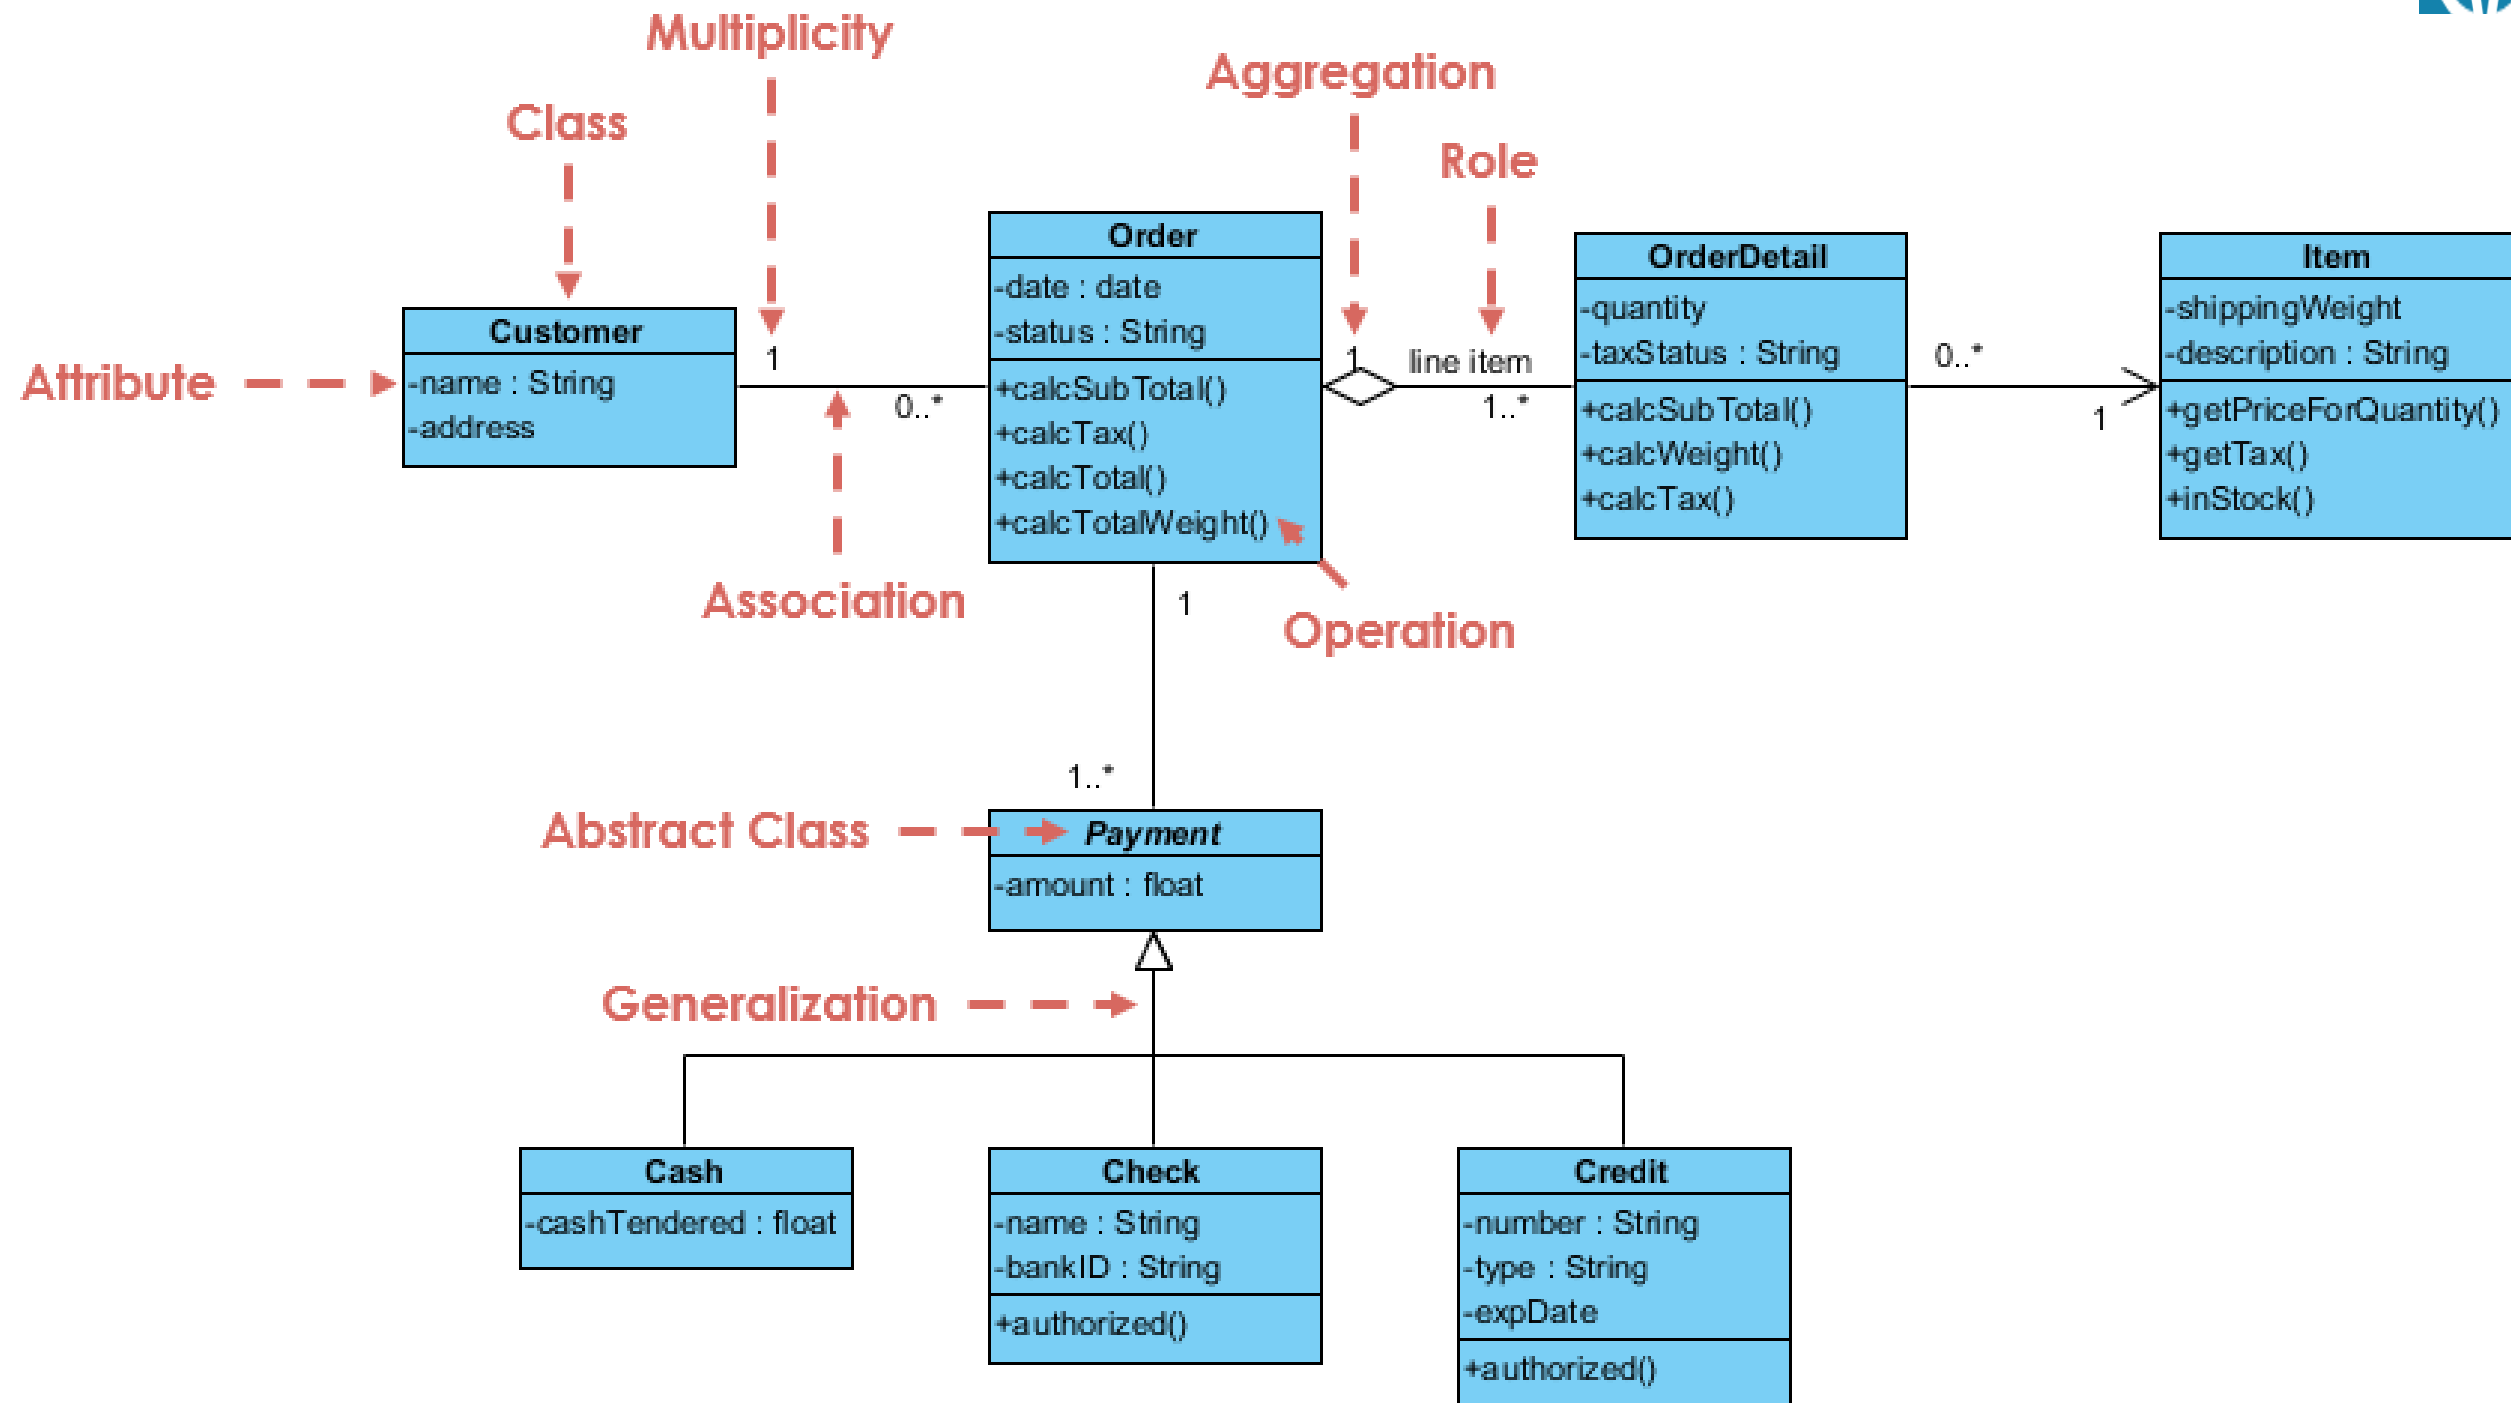 Multiplicity
Aggregation
Class
Role
Attribute
Customer
-name : String
-address
1
0..*
Association
Order
-date : date
-status : String
+calcSubTotal()
+calcTax()
+calcTotal()
+calcTotalWeight()
Operation
1
line item
1..*
OrderDetail
-quantity
-taxStatus : String
+calcSubTotal()
+calcWeight()
+calcTax()
0..*
1
Item
-shippingWeight
-description : String
+getPriceForQuantity()
+getTax()
+inStock()
1
1..*
Abstract Class
Payment
-amount : float
Generalization
Cash
-cashTendered : float
Check
-name : String
-bankID : String
+authorized()
Credit
-number : String
-type : String
-expDate
+authorized()